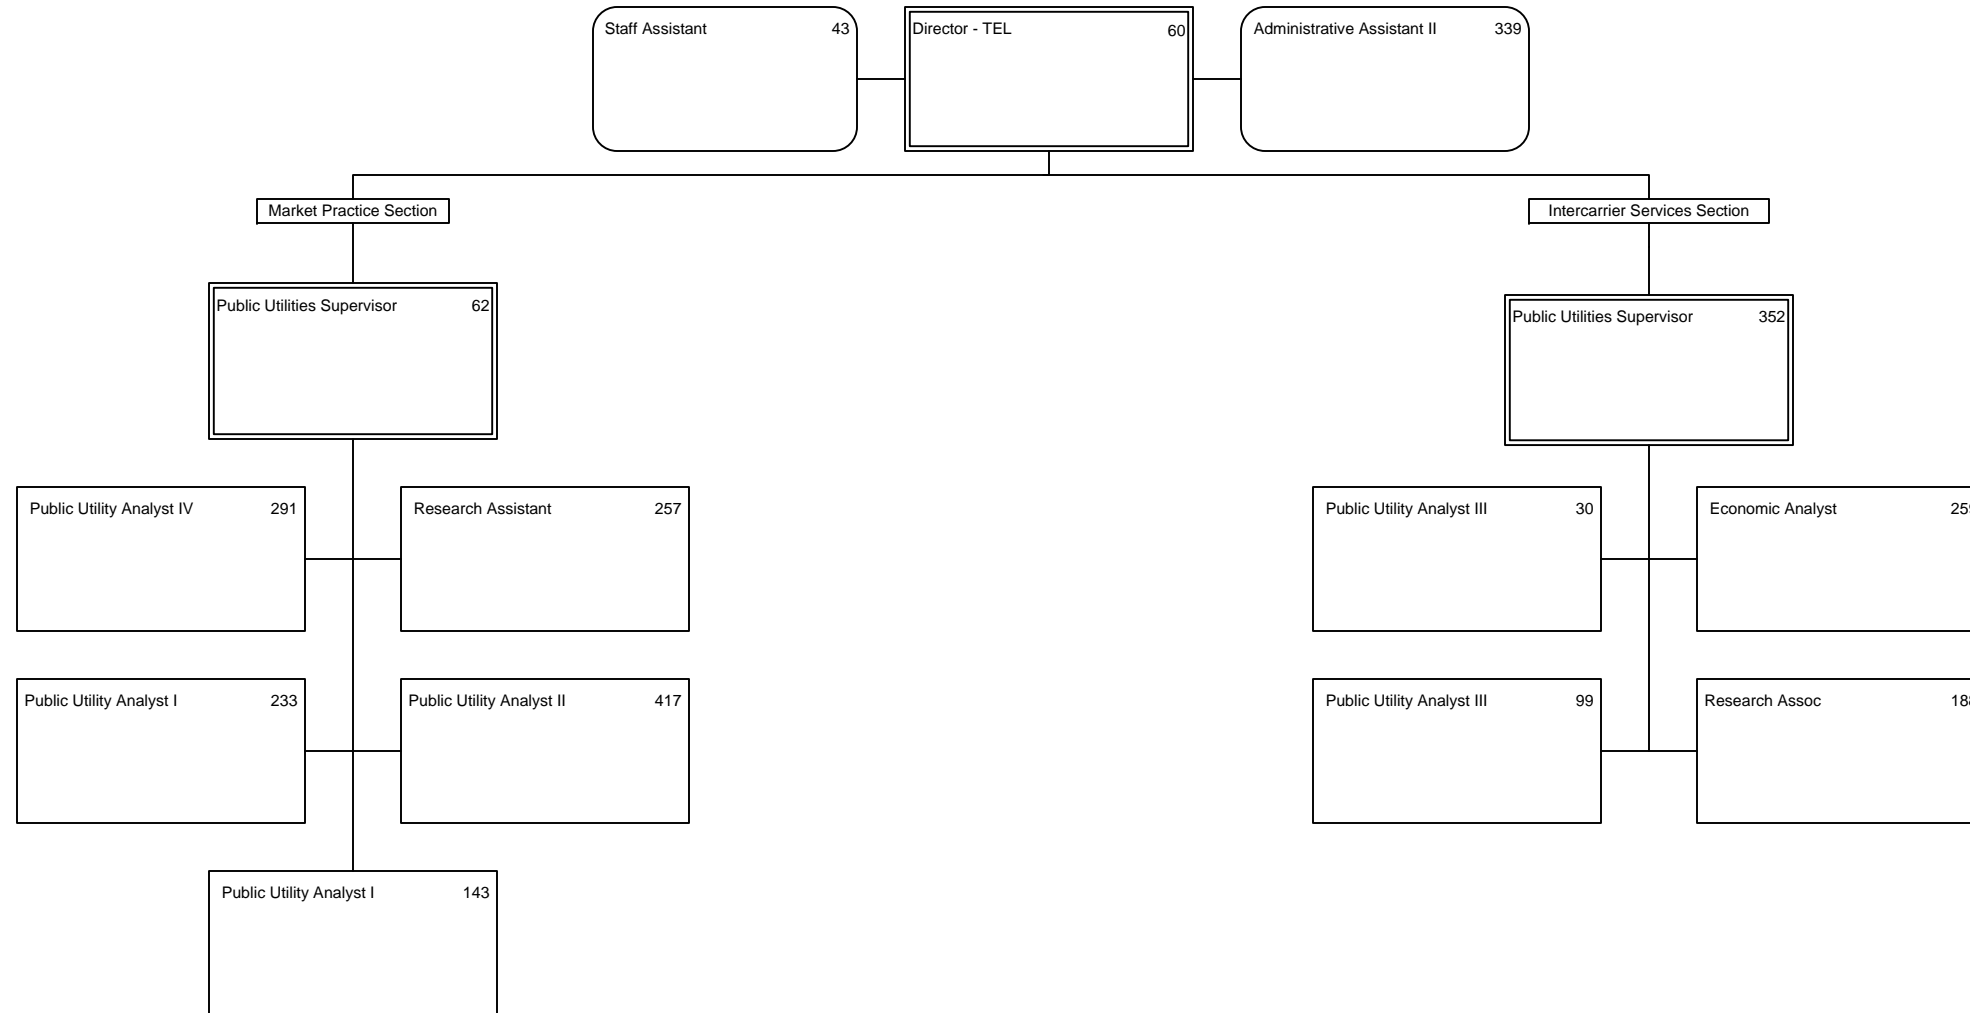 Staff Assistant 43
Director - TEL 60
Administrative Assistant II 339
Market Practice Section
Intercarrier Services Section
Public Utilities Supervisor 62
Public Utilities Supervisor 352
Public Utility Analyst IV 291
Research Assistant 257
Public Utility Analyst III 30
Economic Analyst
Public Utility Analyst I 233
Public Utility Analyst II 417
Public Utility Analyst III 99
Research Assoc
Public Utility Analyst I 143